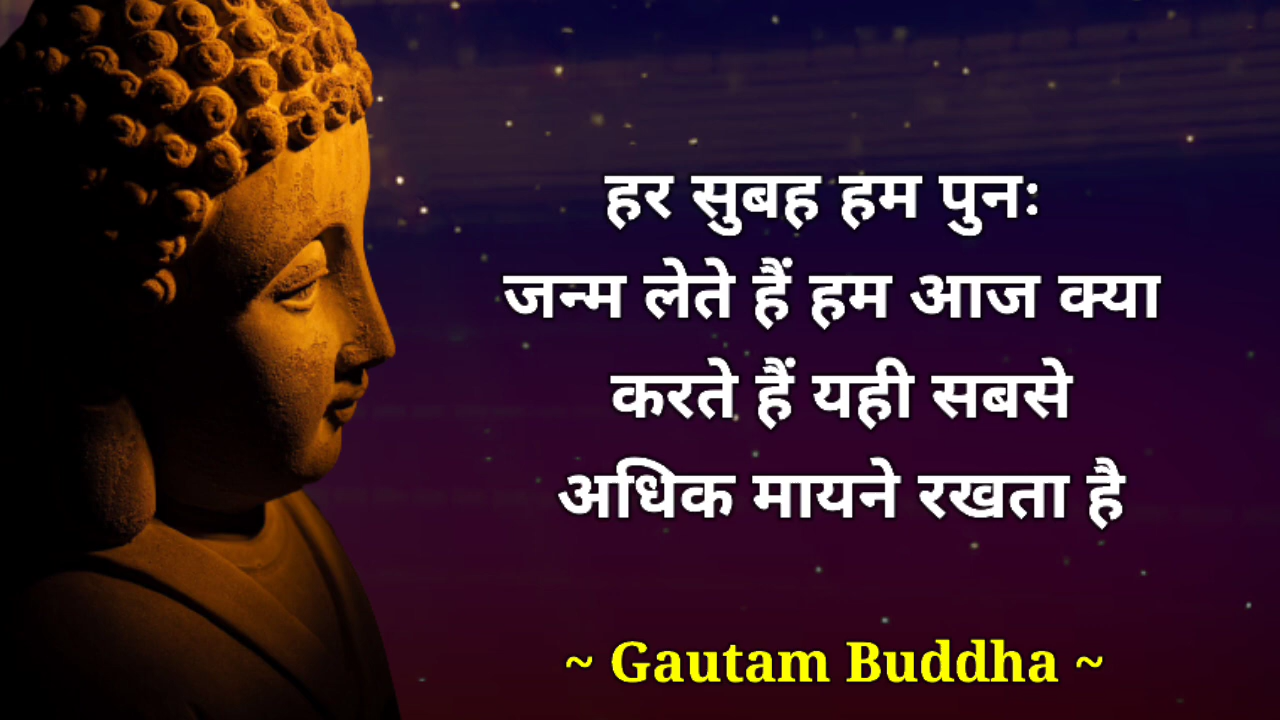 हर सुबह हम पुनः
जन्म लेते हैं हम आज क्या
करते हैं यही सबसे
अधिक मायने रखता है
~ Gautam Buddha ~